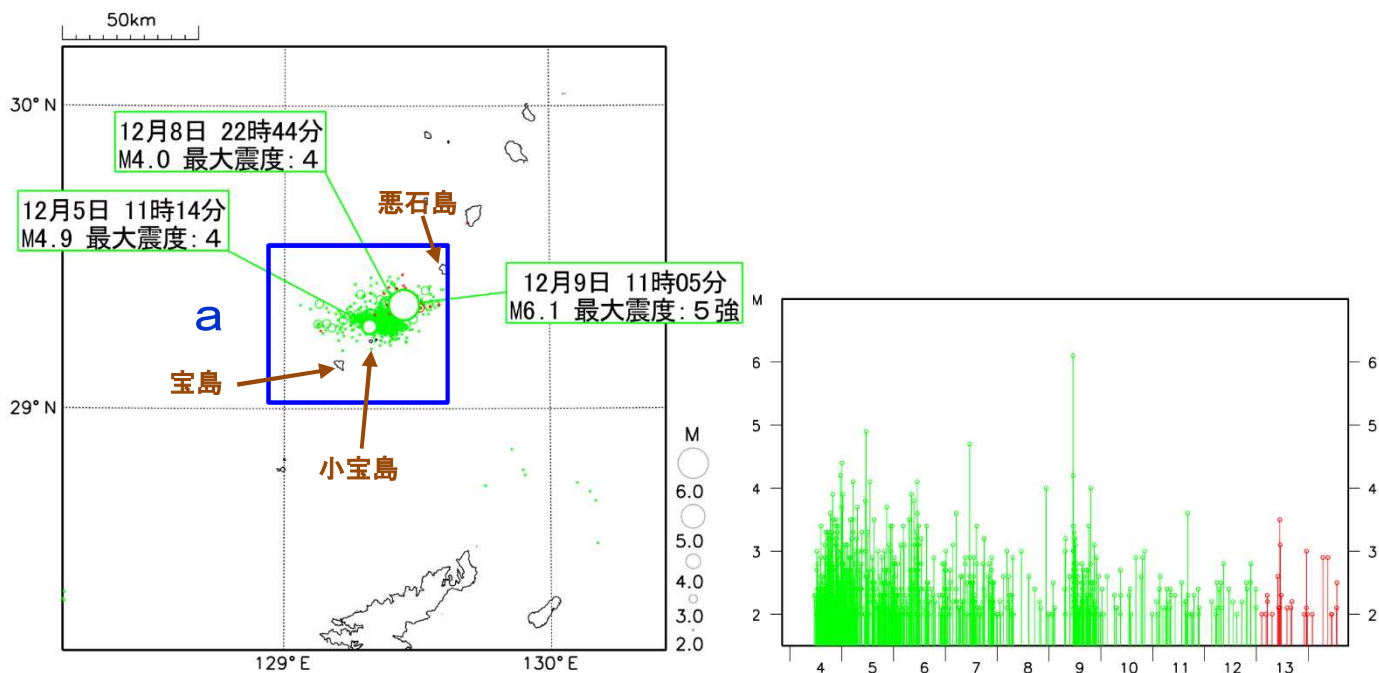 50km
30°N
12月8日 22時44分
M4.0 最大震度:4
12月5日 11時14分
M4.9 最大震度:4
悪石島
12月9日 11時05分
M6.1 最大震度:5強
a
宝島
29°N
小宝島
M
6.0
5.0
4.0
3.0
2.0
129°E
130°E
M
6
6
5
5
4
4
3
3
2
2
4
5
6
7
8
9
10
11
12
13